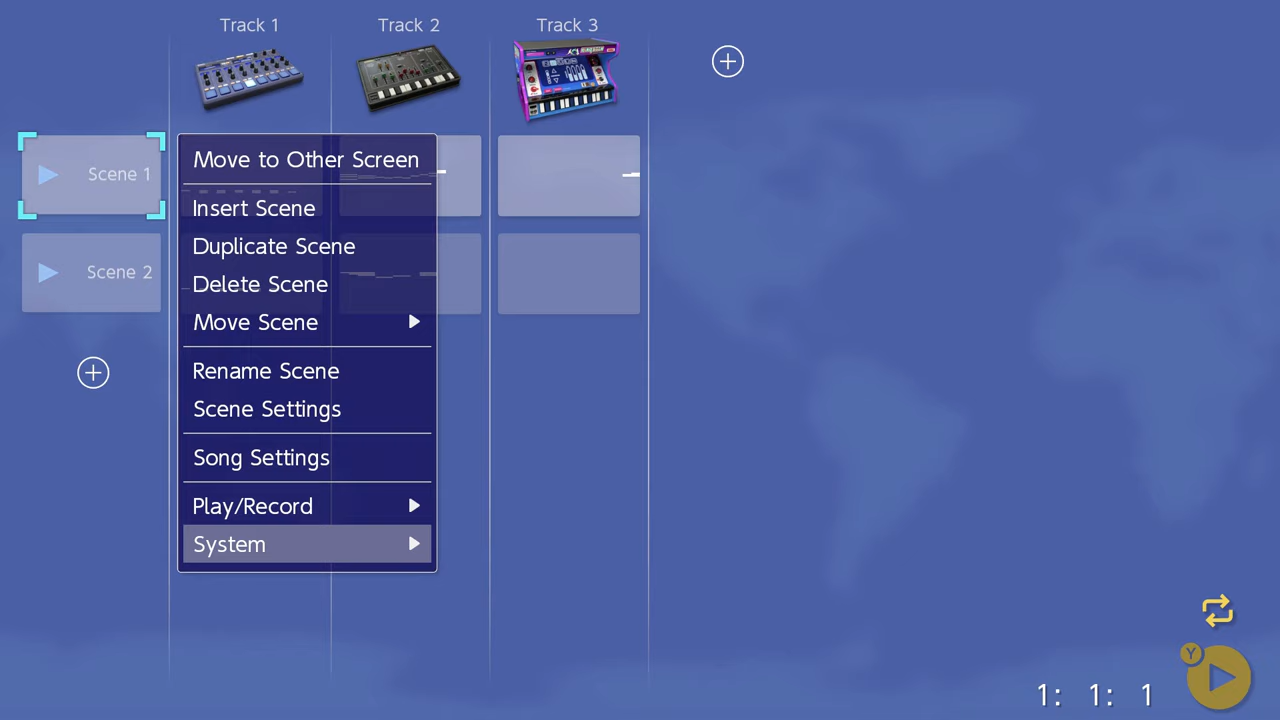 Track 1
Track 2
Track 3
Scene 1
Scene 2
Move to Other Screen
Insert Scene
Duplicate Scene
Delete Scene
Move Scene
Rename Scene
Scene Settings
Song Settings
Play/Record
System
Y
1: 1: 1